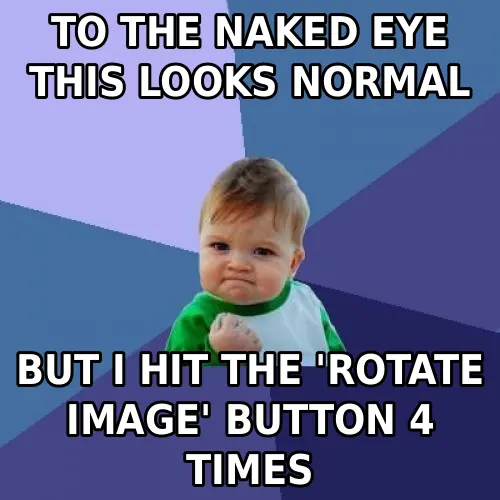 TO THE NAKED EYE
THIS LOOKS NORMAL
BUT I HIT THE 'ROTATE
IMAGE' BUTTON 4
TIMES